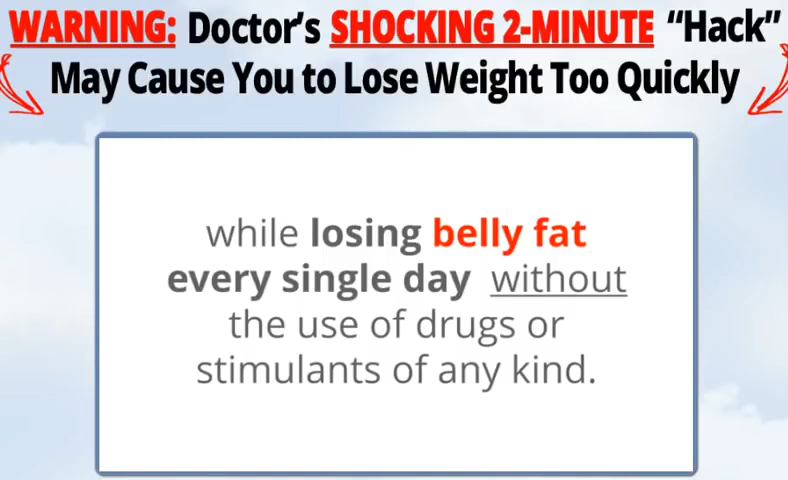 WARNING: Doctor's SHOCKING 2-MINUTE “Hack”
May Cause You to Lose Weight Too Quickly
while losing belly fat
every single day without
the use of drugs or
stimulants of any kind.